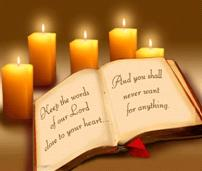 Keep the words
of our Lord
close to your heart...
And you shall
never want
for anything.